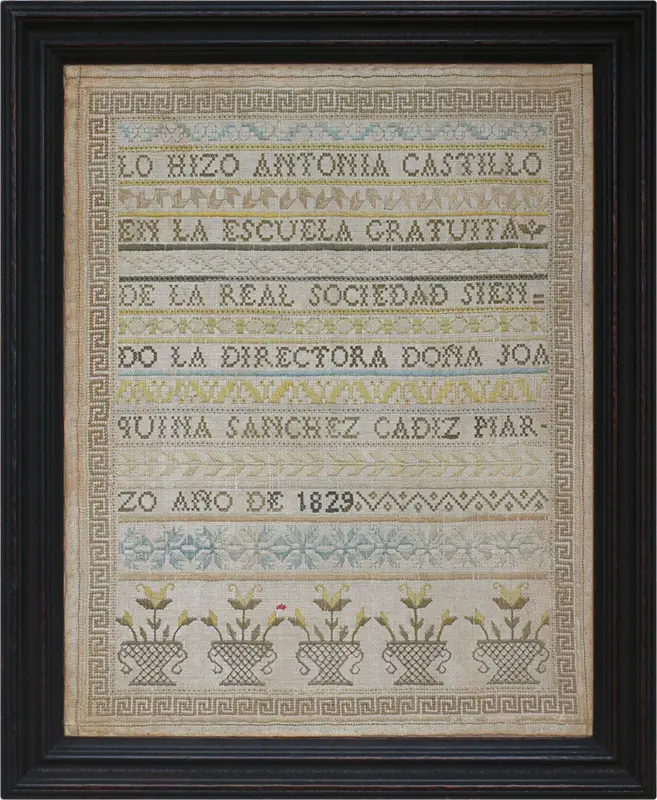 LO HIZO ANTONIA CASTILLO
EN LA ESCUELA GRATUITA
DE LA REAL SOCIEDAD SIEN=
DO LA DIRECTORA DOÑA JOA
QUINA SANCHEZ CADIZ MAR-
ZO AÑO DE 1829